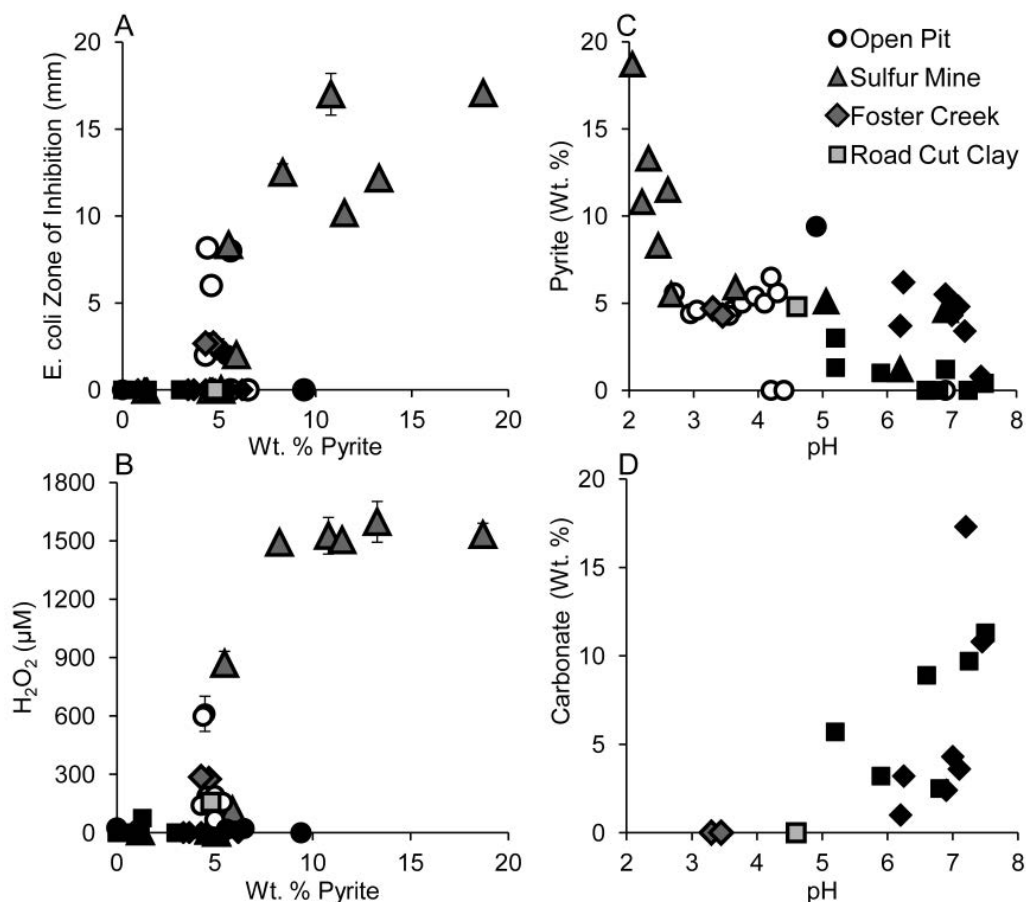 A
E. coli Zone of Inhibition (mm)
20
15
10
5
0
0 5 10 15 20
Wt. % Pyrite
C
Pyrite (Wt. %)
20
15
10
5
0
2 3 4 5 6 7 8
pH
Open Pit
Sulfur Mine
Foster Creek
Road Cut Clay
B
H₂O₂ (µM)
1800
1500
1200
900
600
300
0
0 5 10 15 20
Wt. % Pyrite
D
Carbonate (Wt. %)
20
15
10
5
0
2 3 4 5 6 7 8
pH